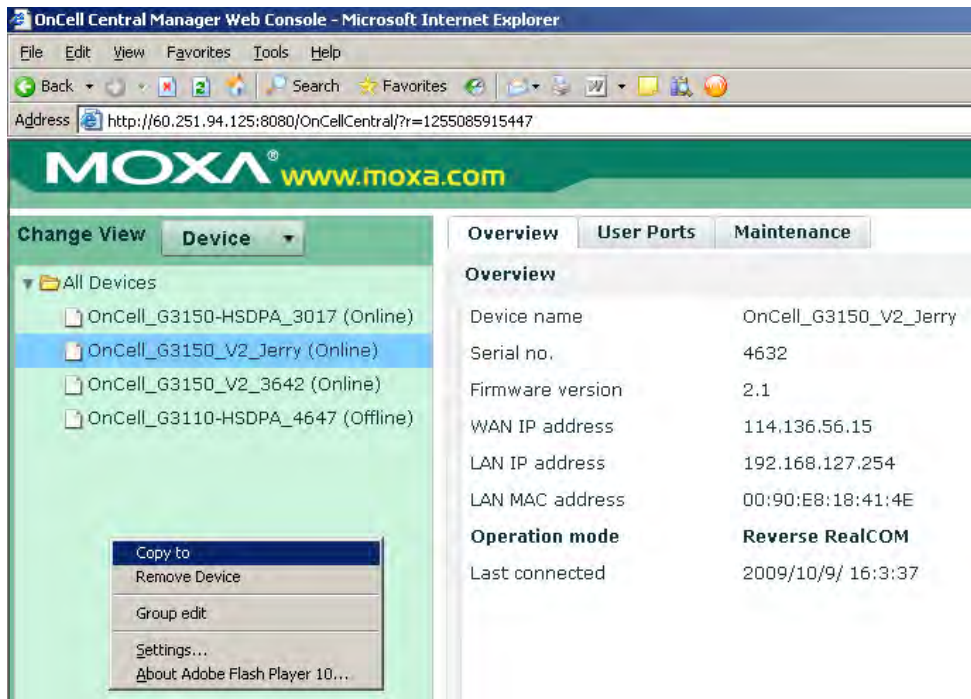 OnCell Central Manager Web Console - Microsoft Internet Explorer
File Edit View Favorites Tools Help
Back Search Favorites
Address http://60.251.94.125:8080/OnCellCentral/?r=1255085915447
MOXA® www.moxa.com
Change View Device
All Devices
OnCell_G3150-HSDPA_3017 (Online)
OnCell_G3150_V2_Jerry (Online)
OnCell_G3150_V2_3642 (Online)
OnCell_G3110-HSDPA_4647 (Offline)
Copy to
Remove Device
Group edit
Settings...
About Adobe Flash Player 10...
Overview User Ports Maintenance
Overview
Device name OnCell_G3150_V2_Jerry
Serial no. 4632
Firmware version 2.1
WAN IP address 114.136.56.15
LAN IP address 192.168.127.254
LAN MAC address 00:90:E8:18:41:4E
Operation mode Reverse RealCOM
Last connected 2009/10/9/ 16:3:37